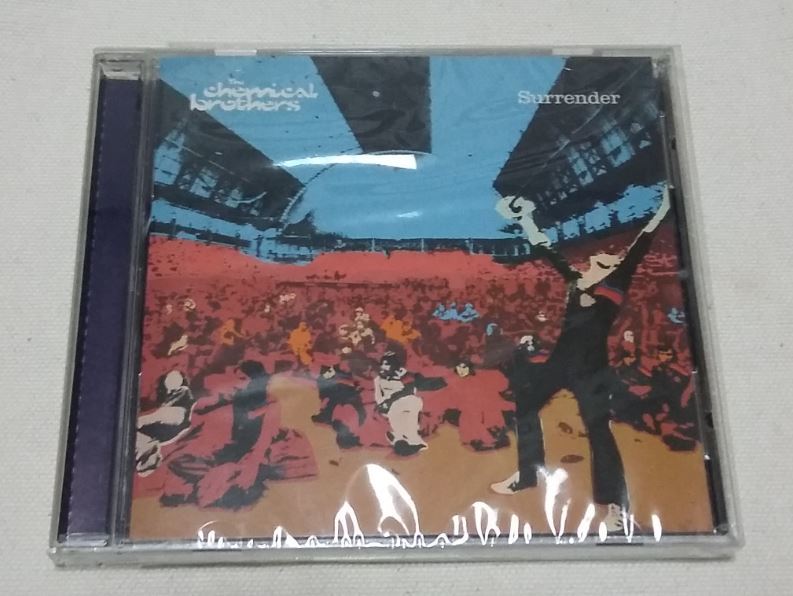 The
chemical
brothers
Surrender